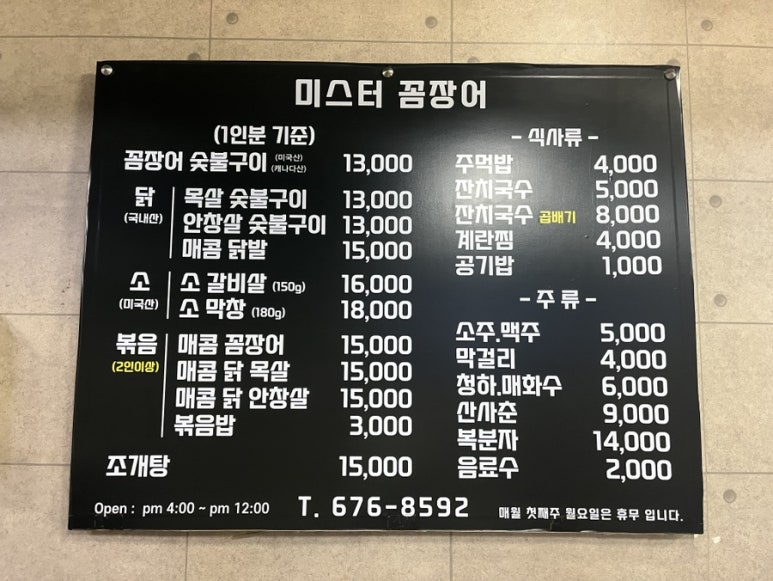 미스터 꼼장어
(1인분 기준)
꼼장어 숯불구이 (미국산) (캐나다산) 13,000
닭 (국내산)
목살 숯불구이 13,000
안창살 숯불구이 13,000
매콤 닭발 15,000
소 (미국산)
소 갈비살 (150g) 16,000
소 막창 (180g) 18,000
볶음 (2인이상)
매콤 꼼장어 15,000
매콤 닭 목살 15,000
매콤 닭 안창살 15,000
볶음밥 3,000
조개탕 15,000
- 식사류 -
주먹밥 4,000
잔치국수 5,000
잔치국수 곱배기 8,000
계란찜 4,000
공기밥 1,000
- 주 류 -
소주.맥주 5,000
막걸리 4,000
청하.매화수 6,000
산사춘 9,000
복분자 14,000
음료수 2,000
Open : pm 4:00 ~ pm 12:00
T. 676-8592
매월 첫째주 월요일은 휴무 입니다.